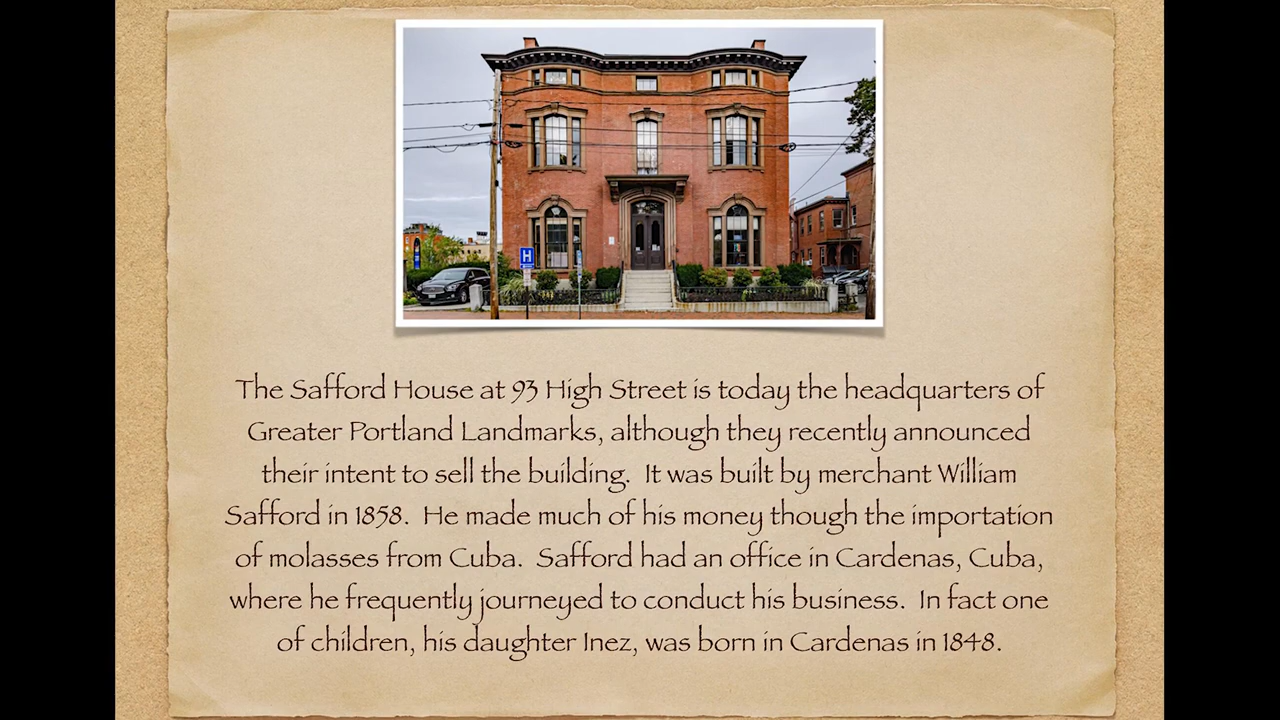 H
The Safford House at 93 High Street is today the headquarters of
Greater Portland Landmarks, although they recently announced
their intent to sell the building.  It was built by merchant William
Safford in 1858.  He made much of his money though the importation
of molasses from Cuba.  Safford had an office in Cardenas, Cuba,
where he frequently journeyed to conduct his business.  In fact one
of children, his daughter Inez, was born in Cardenas in 1848.